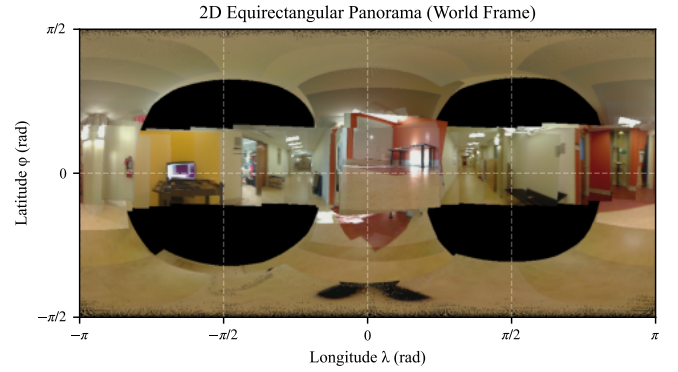 2D Equirectangular Panorama (World Frame)
π/2
0
−π/2
Latitude φ (rad)
−π
−π/2
0
π/2
π
Longitude λ (rad)